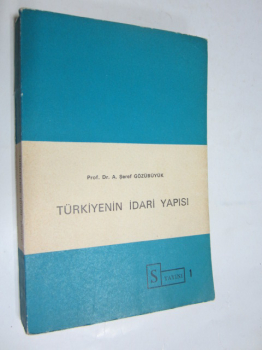 Prof. Dr. A. Şeref GÖZÜBÜYÜK
TÜRKİYENİN İDARİ YAPISI
S
1